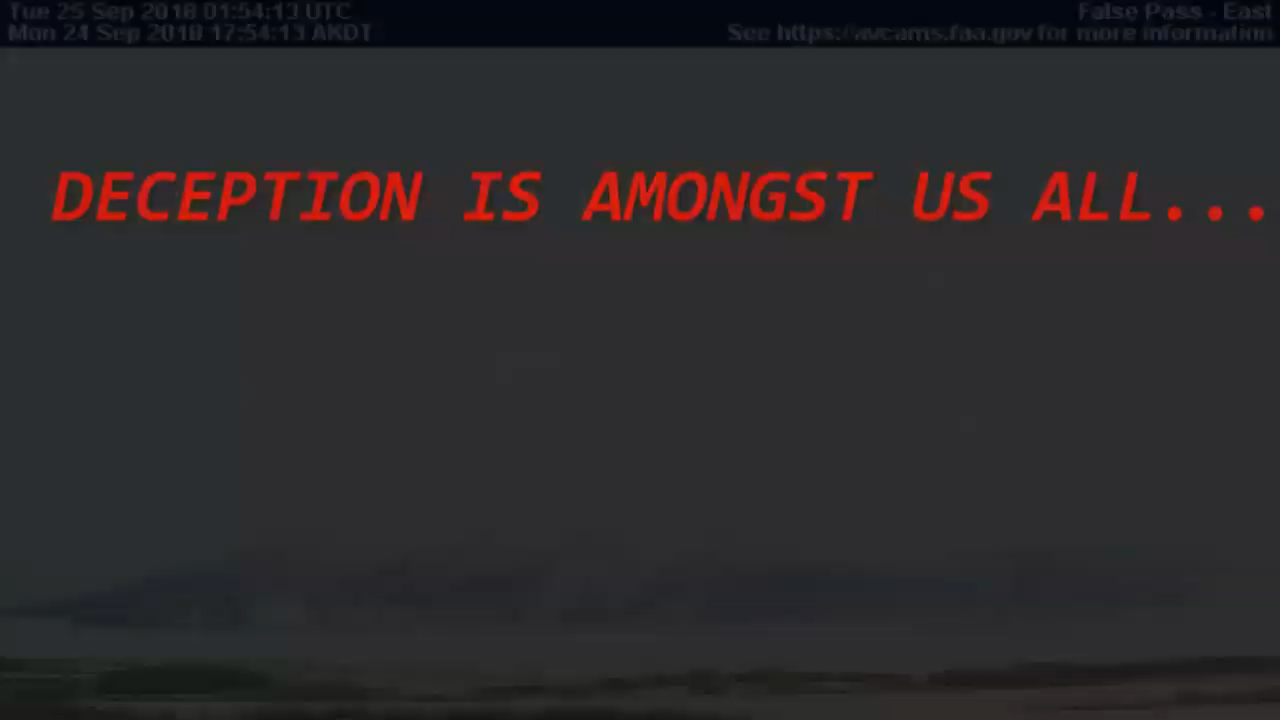 Tue 25 Sep 2018 01:54:13 UTC
False Pass - East
Mon 24 Sep 2018 17:54:13 AKDT
See https://avcams.faa.gov for more information
DECEPTION IS AMONGST US ALL...